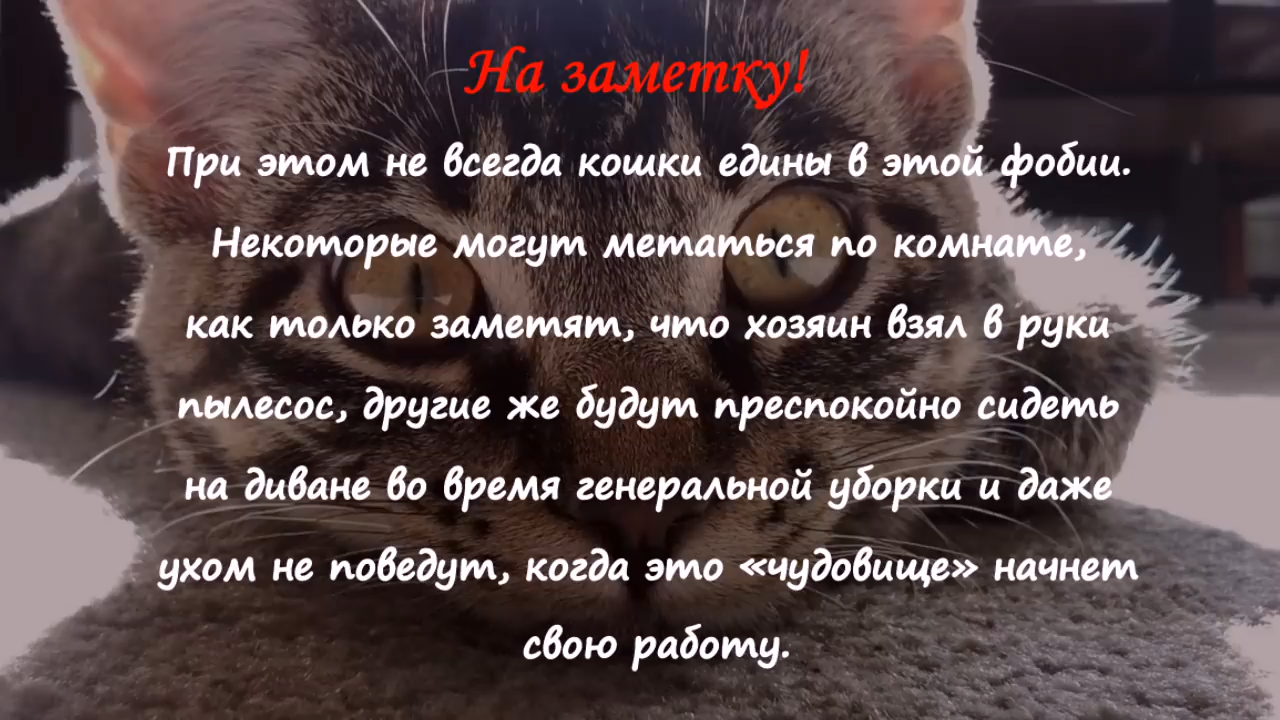 На заметку!
При этом не всегда кошки едины в этой фобии.
Некоторые могут метаться по комнате,
как только заметят, что хозяин взял в руки
пылесос, другие же будут преспокойно сидеть
на диване во время генеральной уборки и даже
ухом не поведут, когда это «чудовище» начнет
свою работу.